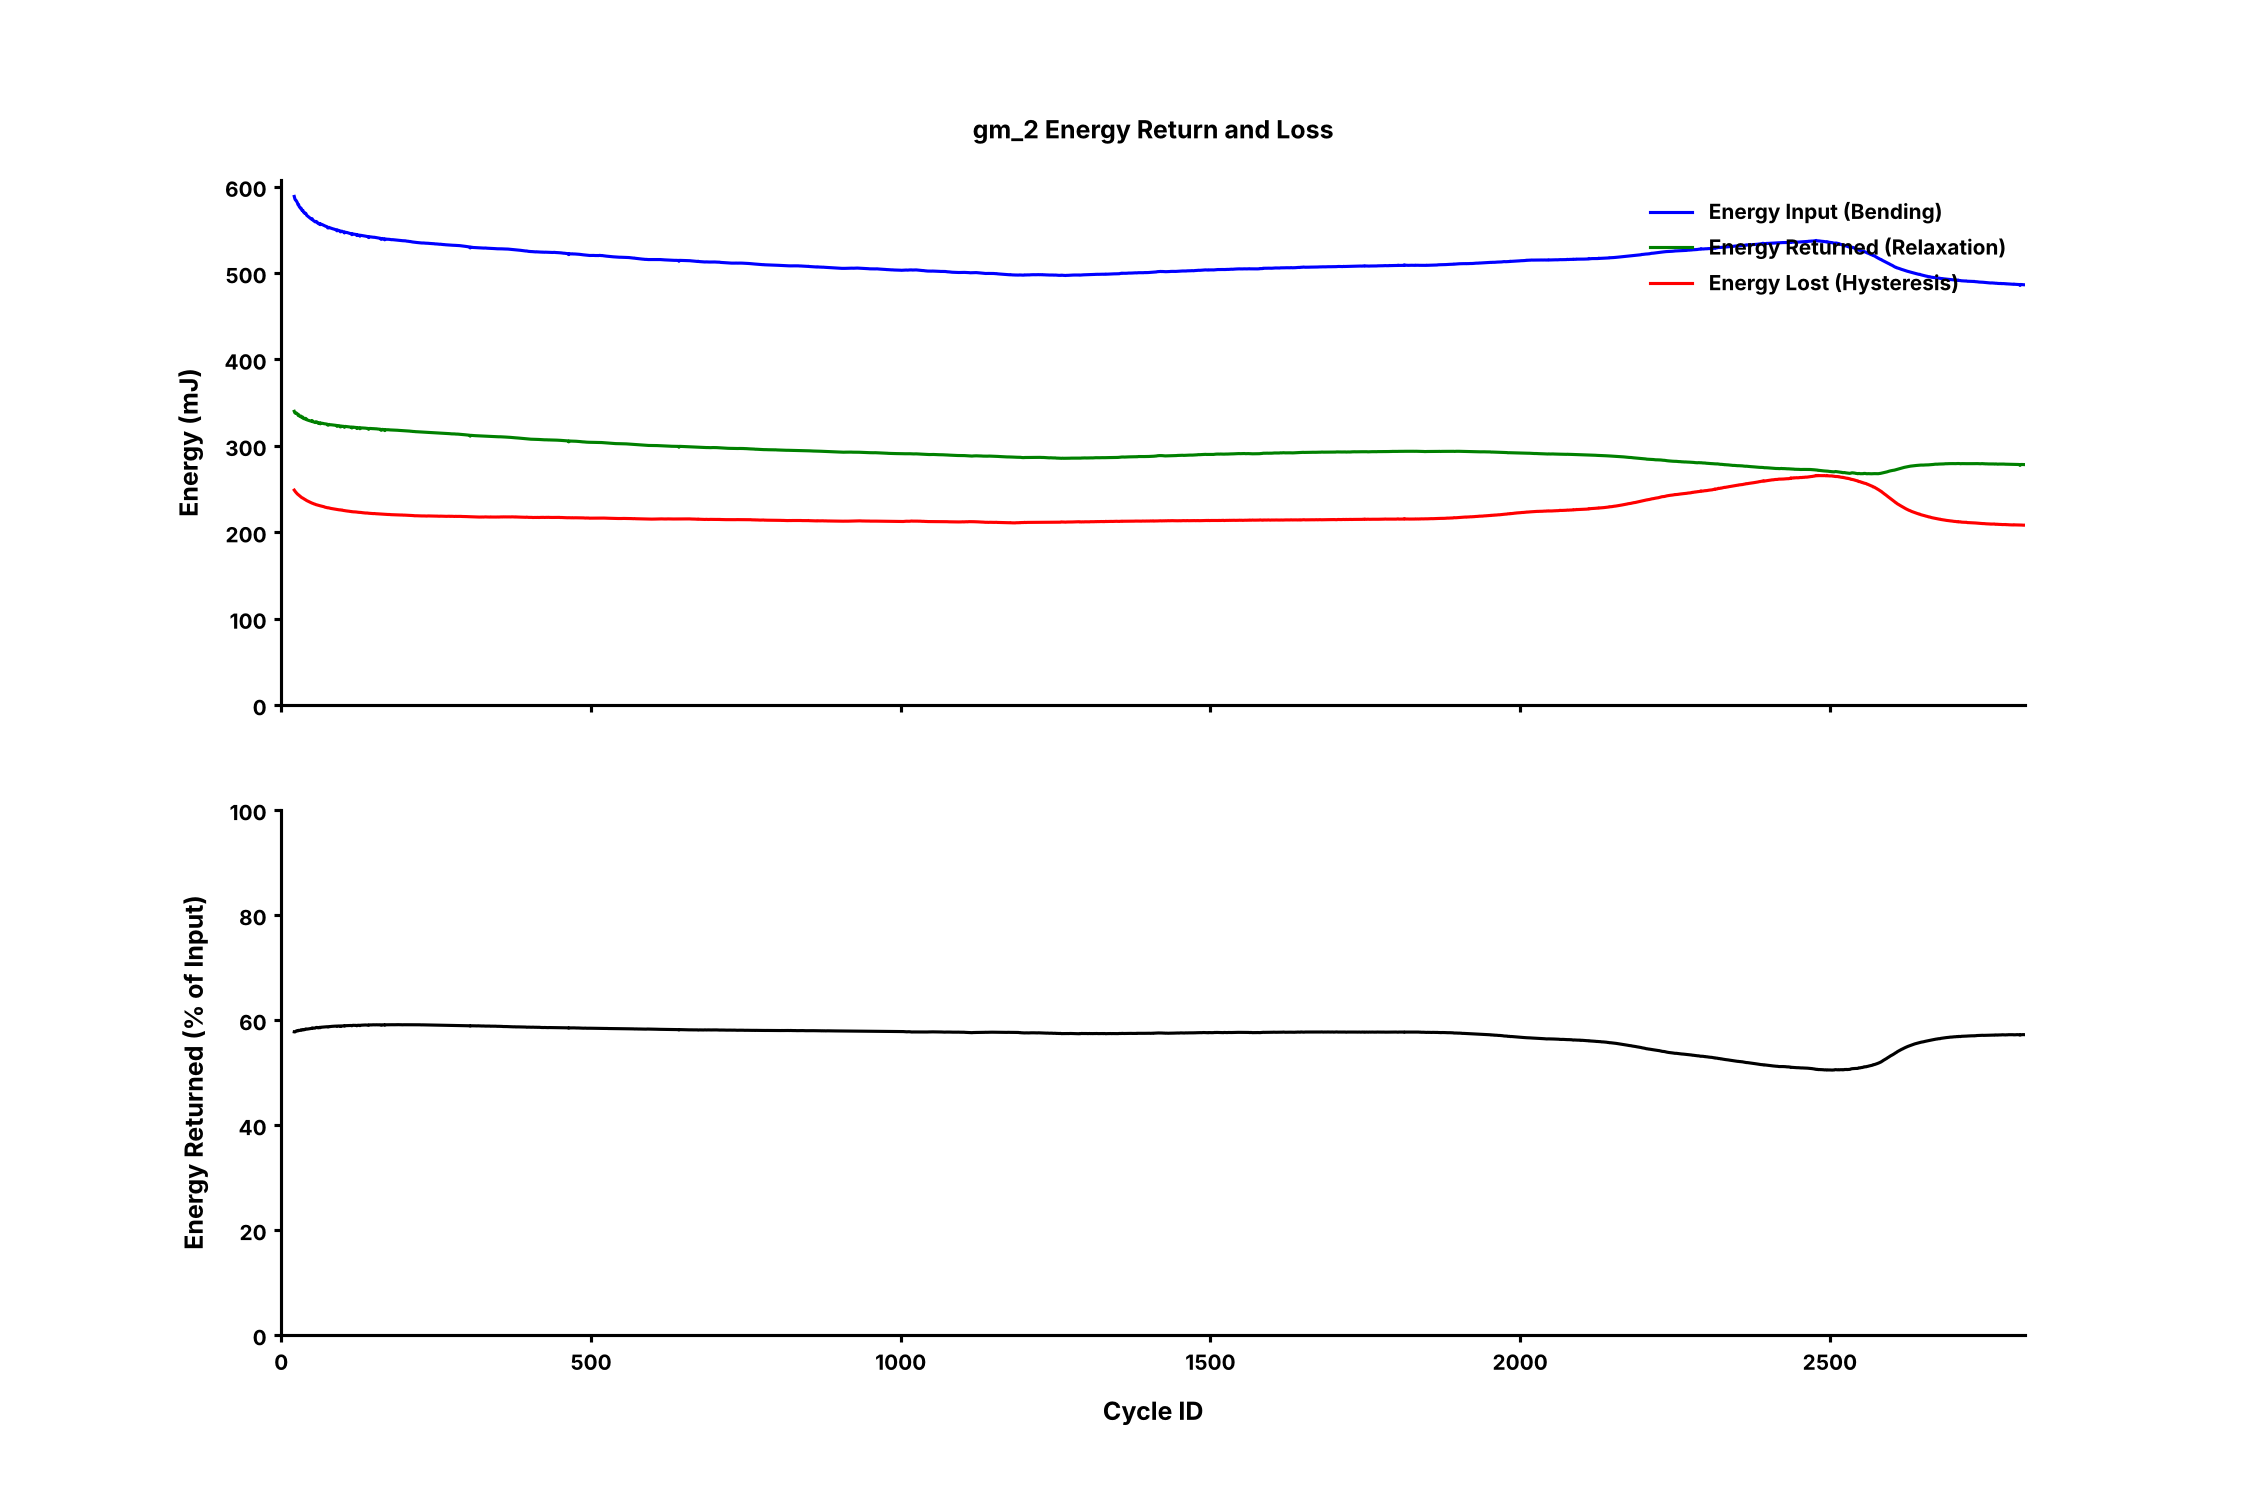 gm_2 Energy Return and Loss
600
500
400
300
200
100
0
Energy (mJ)
Energy Input (Bending)
Energy Returned (Relaxation)
Energy Lost (Hysteresis)
100
80
60
40
20
0
Energy Returned (% of Input)
0 500 1000 1500 2000 2500
Cycle ID